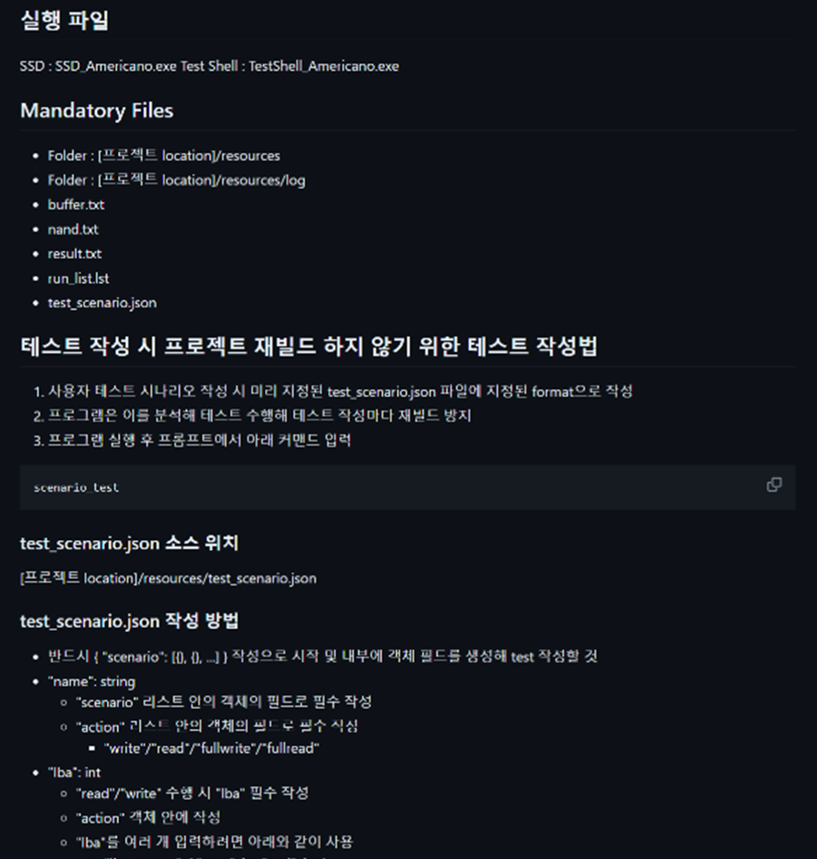 실행 파일
SSD : SSD_Americano.exe Test Shell : TestShell_Americano.exe
Mandatory Files
• Folder : [프로젝트 location]/resources
• Folder : [프로젝트 location]/resources/log
• buffer.txt
• nand.txt
• result.txt
• run_list.lst
• test_scenario.json
테스트 작성 시 프로젝트 재빌드 하지 않기 위한 테스트 작성법
1. 사용자 테스트 시나리오 작성 시 미리 지정된 test_scenario.json 파일에 지정된 format으로 작성
2. 프로그램은 이를 분석해 테스트 수행해 테스트 작성마다 재빌드 방지
3. 프로그램 실행 후 프롬프트에서 아래 커맨드 입력
scenario_test
test_scenario.json 소스 위치
[프로젝트 location]/resources/test_scenario.json
test_scenario.json 작성 방법
• 반드시 { "scenario": [{}, {}, ...] } 작성으로 시작 및 내부에 객체 필드를 생성해 test 작성할 것
• "name": string
◦ "scenario" 리스트 안의 객체의 필드로 필수 작성
◦ "action" 리스트 안의 객체의 필드로 필수 작성
▪ "write"/"read"/"fullwrite"/"fullread"
• "lba": int
◦ "read"/"write" 수행 시 "lba" 필수 작성
◦ "action" 객체 안에 작성
◦ "lba"를 여러 개 입력하려면 아래와 같이 사용